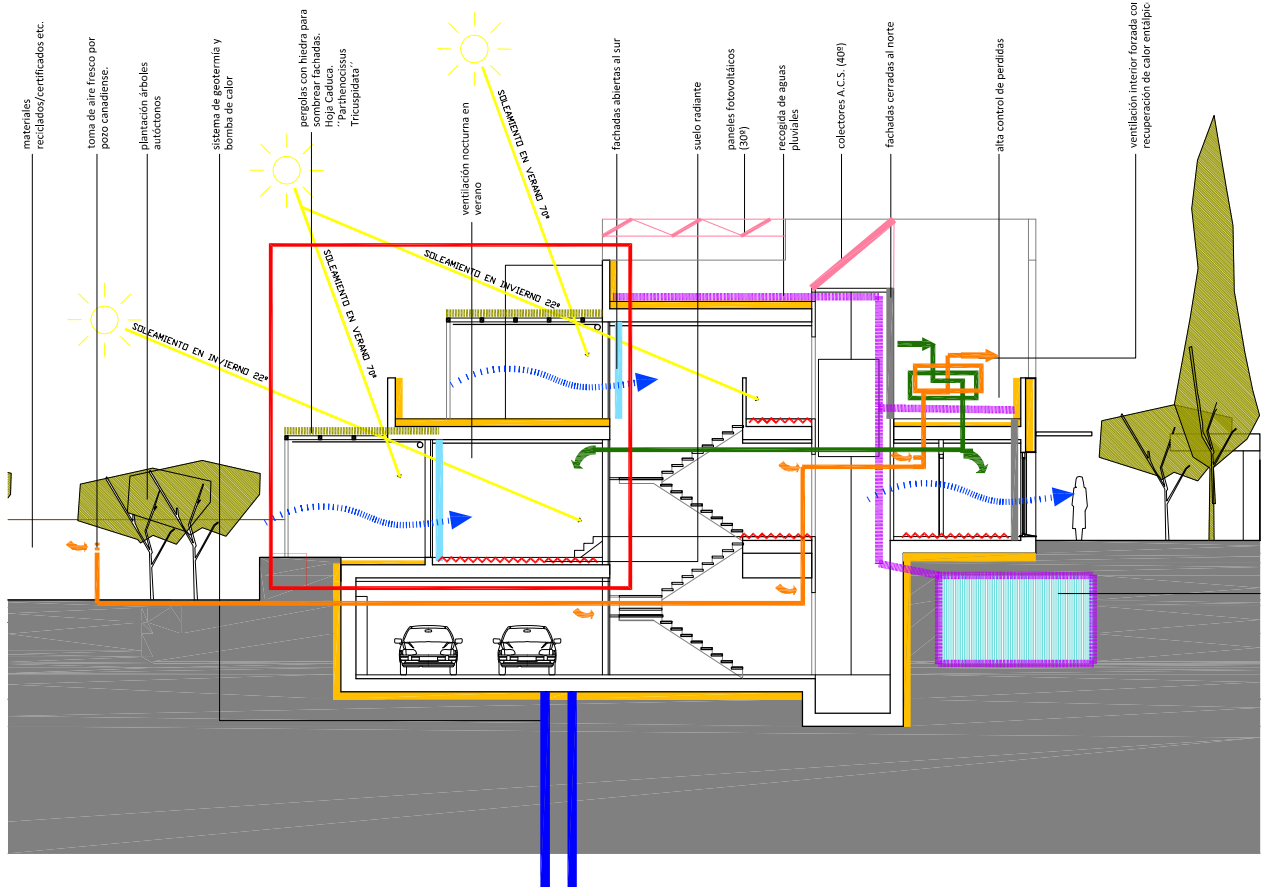 materiales
reciclados/certificados etc.
toma de aire fresco por
pozo canadiense.
plantación árboles
autóctonos
sistema de geotermia y
bomba de calor
pergolas con hiedra para
sombrear fachadas.
Hoja Caduca.
´´Parthenocissus
Tricuspidata´´
ventilación nocturna en
verano
fachadas abiertas al sur
suelo radiante
paneles fotovoltáicos
(30º)
recogida de aguas
pluviales
colectores A.C.S. (40º)
fachadas cerradas al norte
alta control de perdidas
ventilación interior forzada
recuperación de calor entálpic
SOLEAMIENTO EN VERANO 70º
SOLEAMIENTO EN INVIERNO 22º
SOLEAMIENTO EN VERANO 70º
SOLEAMIENTO EN INVIERNO 22º